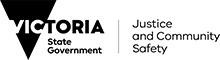 VICTORIA
State
Government
Justice
and Community
Safety